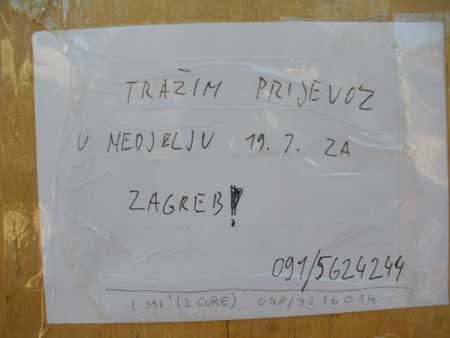 TRAŽIM PRIJEVOZ
U NEDJELJU 19. 7. ZA
ZAGREB!
091/5624244
I MI! (2 CURE) 098/9216014